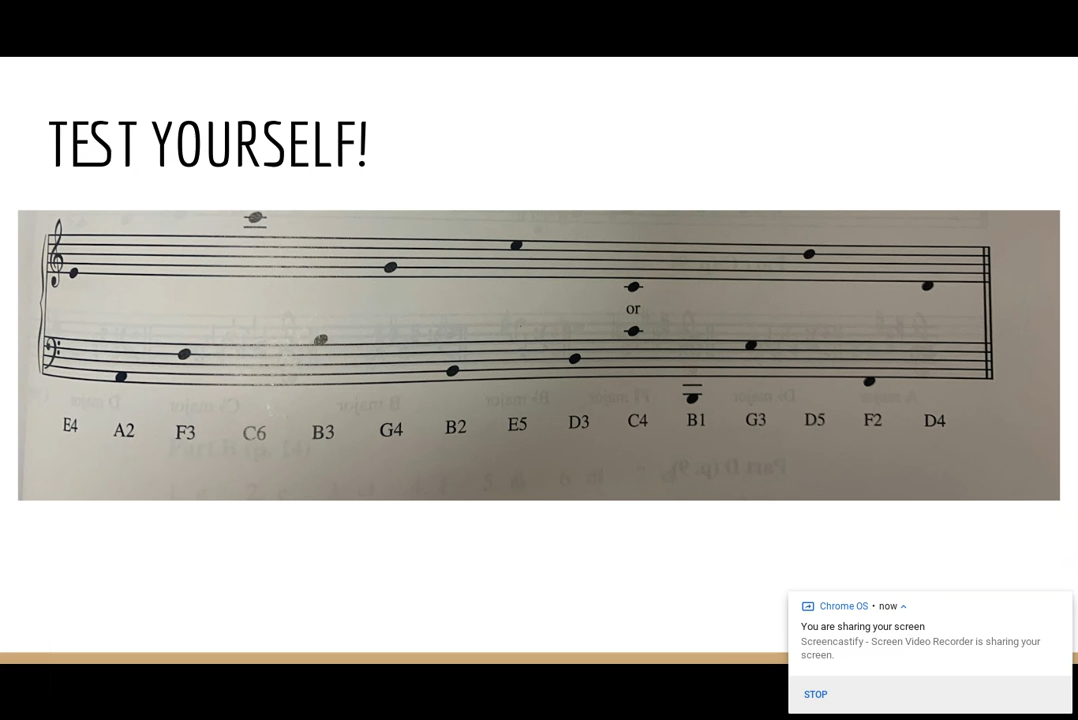 TEST YOURSELF!
or
E4 A2 F3 C6 B3 G4 B2 E5 D3 C4 B1 G3 D5 F2 D4
Chrome OS • now
You are sharing your screen
Screencastify - Screen Video Recorder is sharing your
screen.
STOP